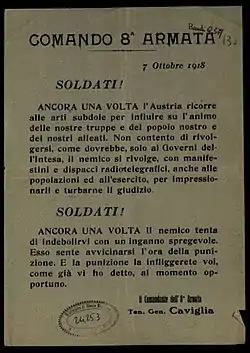 COMANDO 8ª ARMATA
7 Ottobre 1918
SOLDATI!
ANCORA UNA VOLTA l'Austria ricorre
alle arti subdole per influire su l'animo
delle nostre truppe e del popolo nostro e
dei nostri alleati. Non contento di rivol-
gersi, come dovrebbe, solo ai Governi del-
l'Intesa, il nemico si rivolge, con manife-
stini e dispacci radiotelegrafici, anche alle
popolazioni ed all'esercito, per impressio-
narli e turbarne il giudizio.
SOLDATI!
ANCORA UNA VOLTA il nemico tenta
di indebolirvi con un inganno spregevole.
Esso sente avvicinarsi l'ora della puni-
zione. E la punizione la infliggerete voi,
come già vi ho detto, al momento op-
portuno.
Il Comandante dell'8ª Armata
Ten. Gen. Caviglia
24253